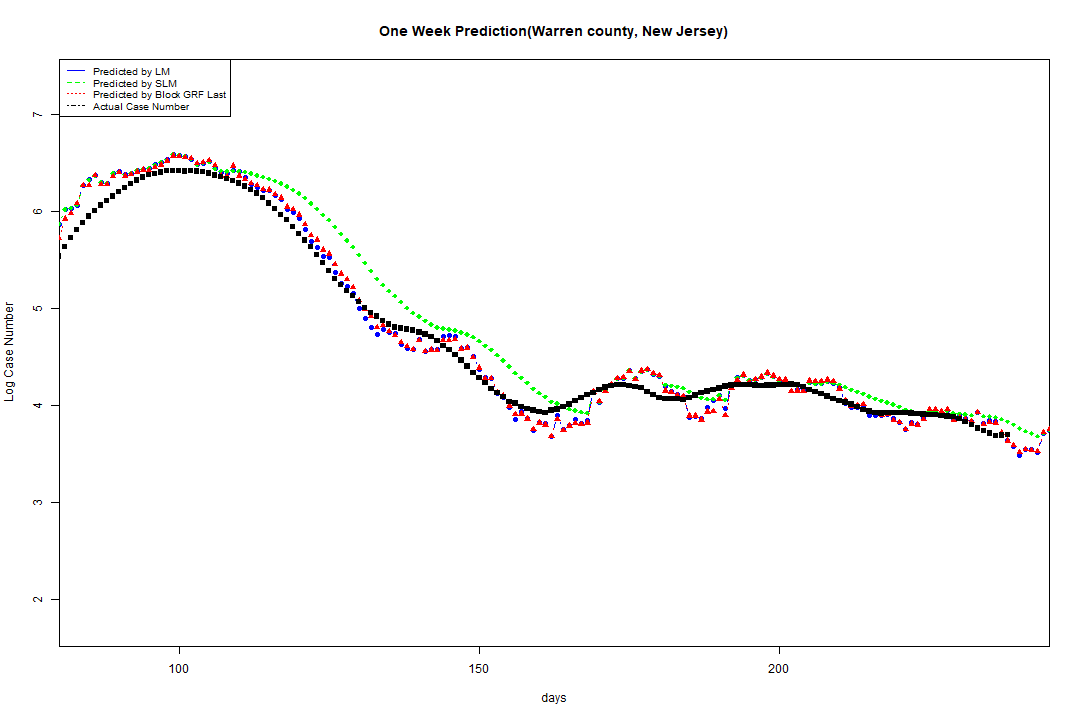 One Week Prediction(Warren county, New Jersey)
Predicted by LM
Predicted by SLM
Predicted by Block GRF Last
Actual Case Number
7
6
5
4
3
2
Log Case Number
100
150
200
days